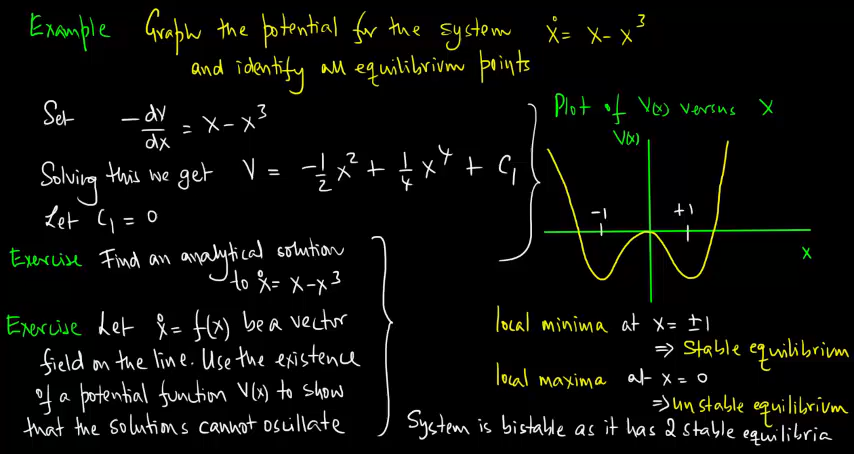 Example Graph the potential for the system ẋ = x - x³
and identify all equilibrium points
Set -dV/dx = x - x³
Solving this we get V = -1/2 x² + 1/4 x⁴ + C₁
Let C₁ = 0
Exercise Find an analytical solution
to ẋ = x - x³
Exercise Let ẋ = f(x) be a vector
field on the line. Use the existence
of a potential function V(x) to show
that the solutions cannot oscillate
Plot of V(x) versus x
V(x)
-1 +1
x
local minima at x = ±1
⇒ Stable equilibrium
local maxima at x = 0
⇒ unstable equilibrium
System is bistable as it has 2 stable equilibria